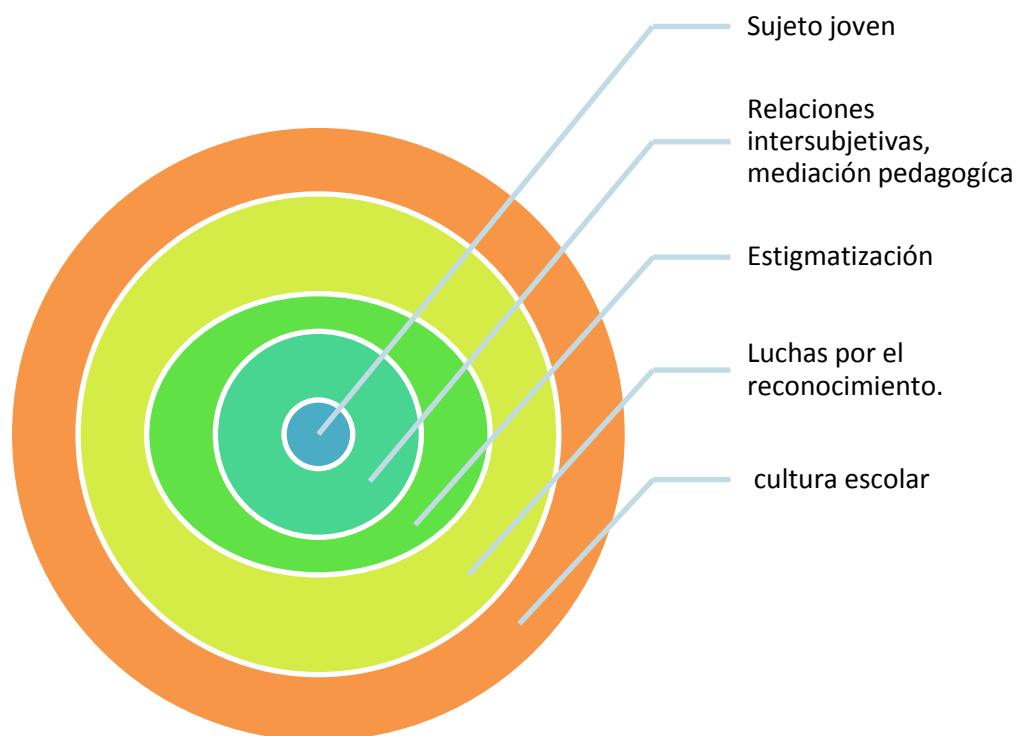 Sujeto joven
Relaciones
intersubjetivas,
mediación pedagogíca
Estigmatización
Luchas por el
reconocimiento.
cultura escolar